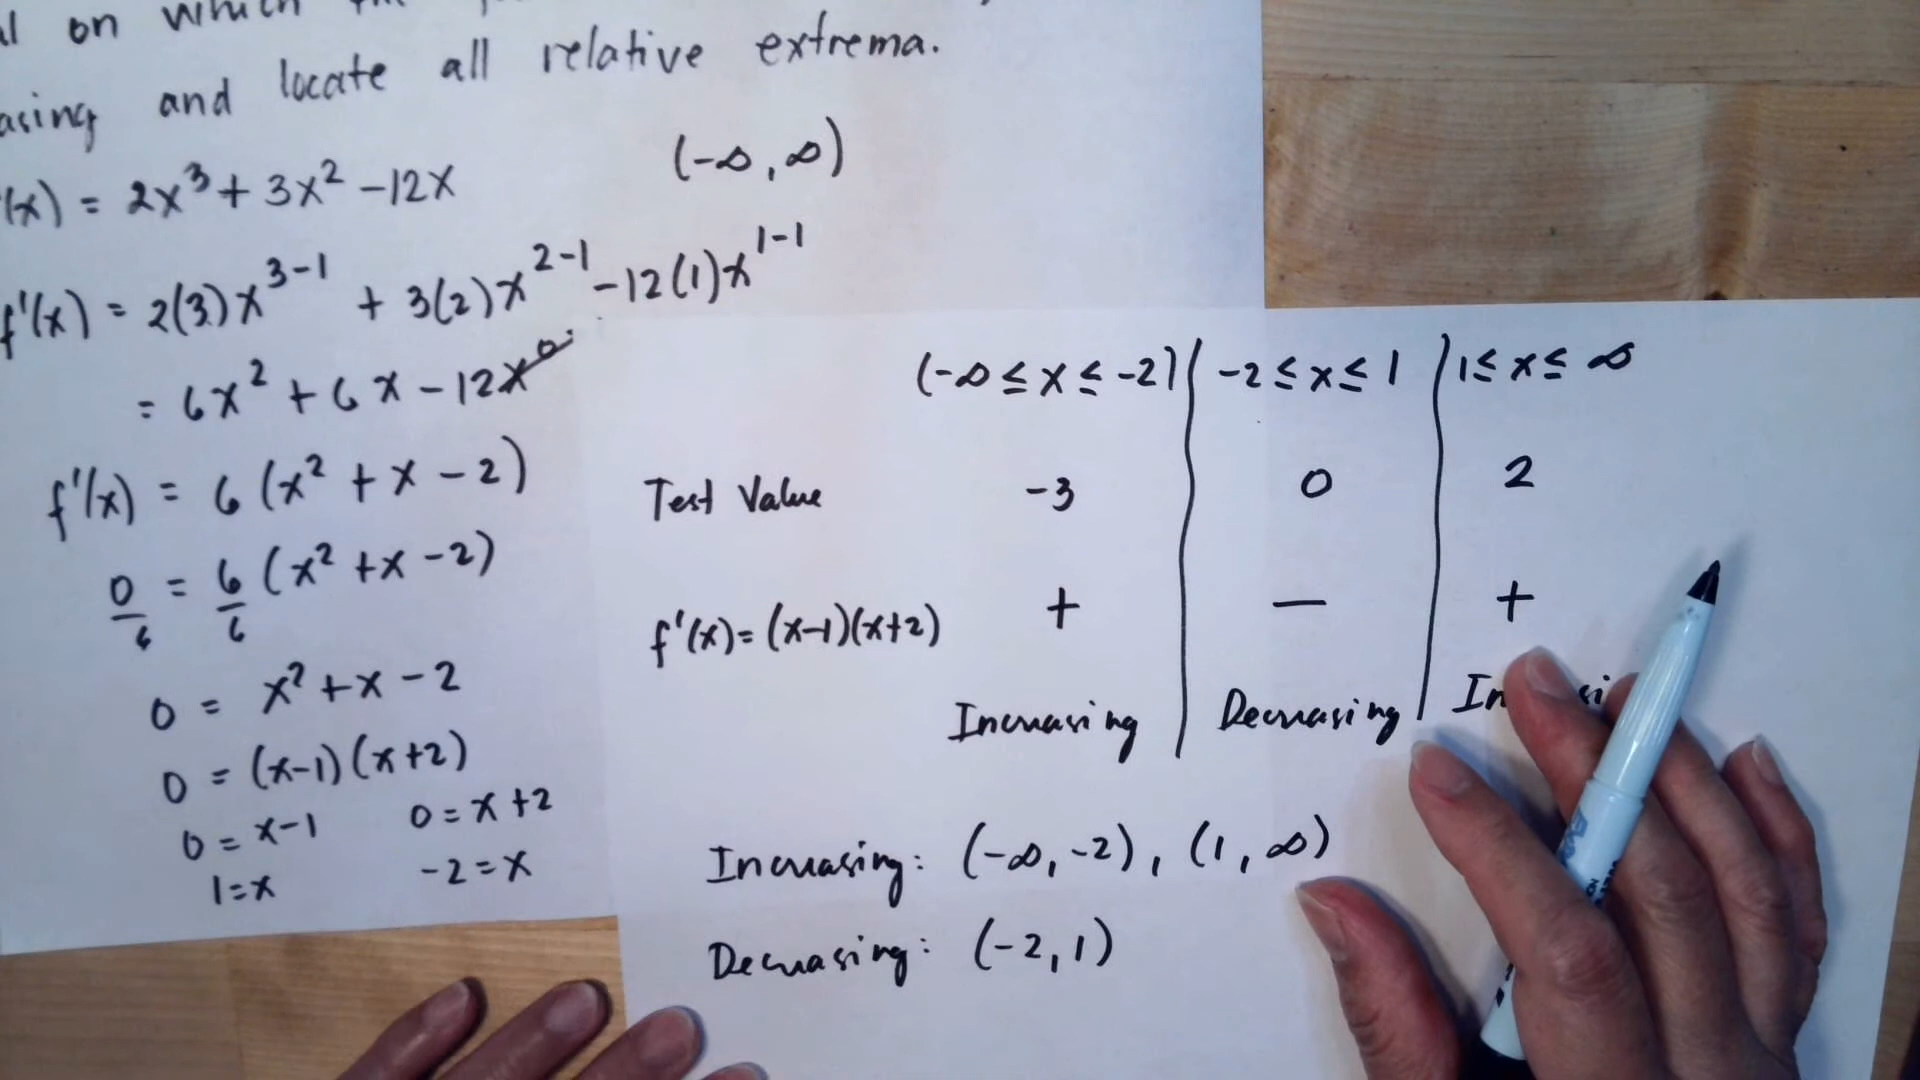 on which
and locate all relative extrema.
(-∞, ∞)
(x) = 2x³ + 3x² - 12x
f'(x) = 2(3)x³⁻¹ + 3(2)x²⁻¹ - 12(1)x¹⁻¹
= 6x² + 6x - 12x⁰
f'(x) = 6(x² + x - 2)
0/6 = 6/6 (x² + x - 2)
0 = x² + x - 2
0 = (x-1)(x+2)
0 = x-1 0 = x+2
1 = x -2 = x
(-∞ ≤ x ≤ -2) -2 ≤ x ≤ 1 1 ≤ x ≤ ∞
Test Value -3 0 2
f'(x) = (x-1)(x+2) + — +
Increasing Decreasing
Increasing: (-∞, -2), (1, ∞)
Decreasing: (-2, 1)